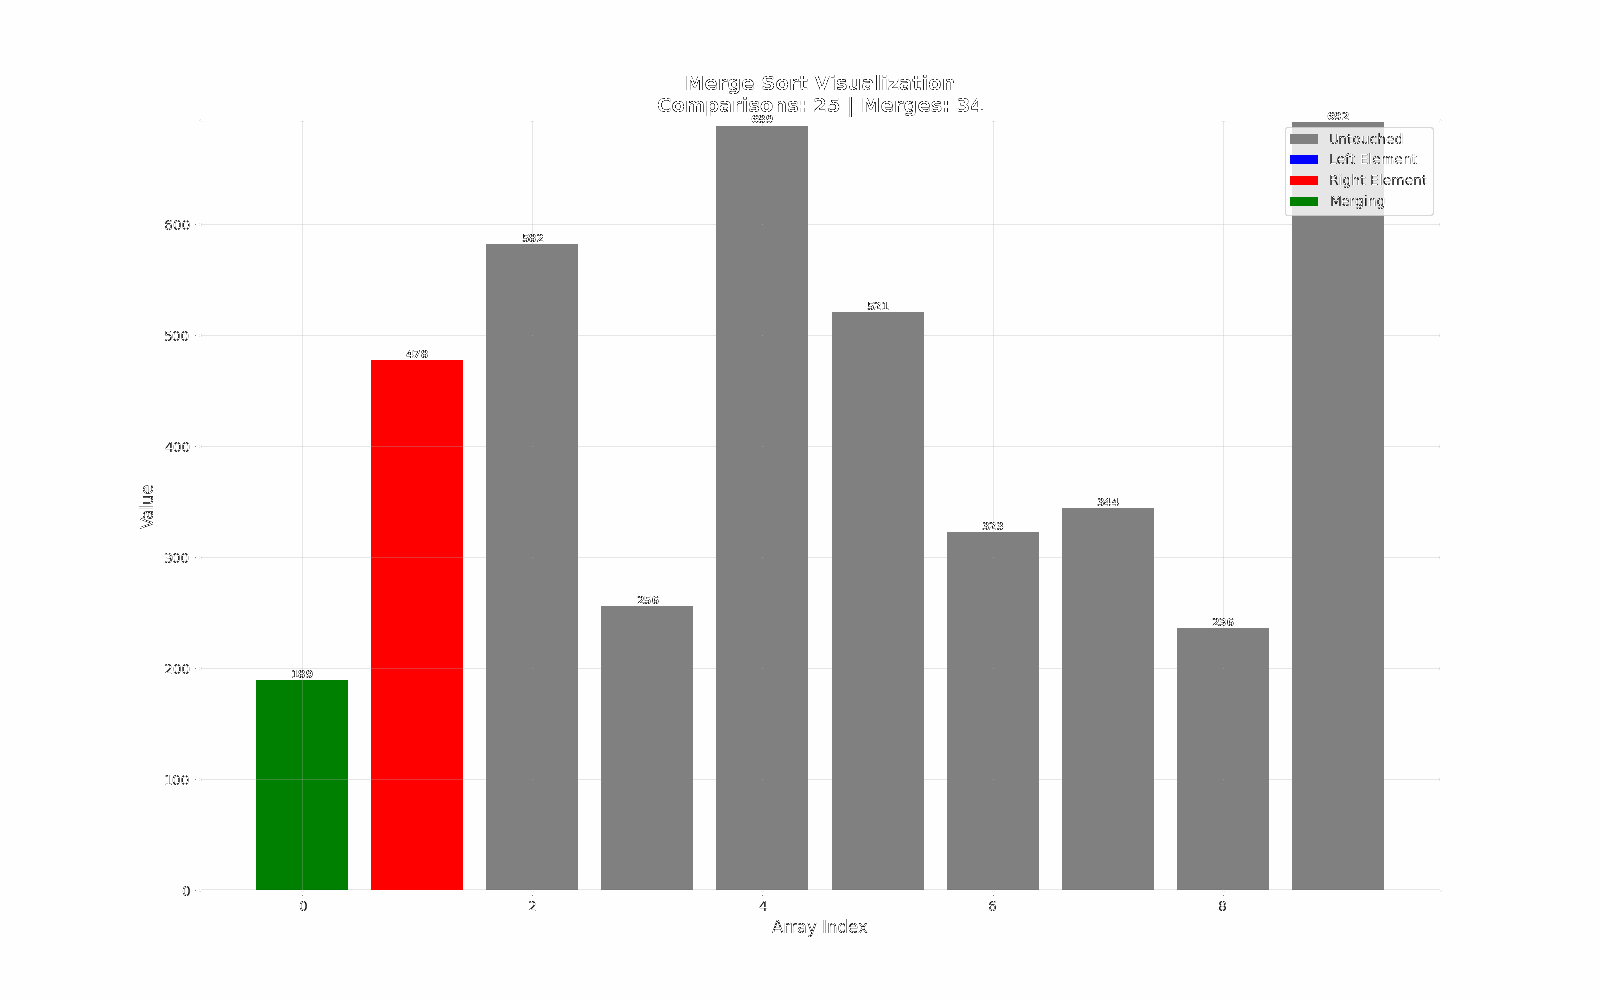 Merge Sort Visualization
Comparisons: 25 | Merges: 34
692
Untouched
Left Element
Right Element
Merging
600
582
521
500
478
400
Value
344
323
300
256
236
200
189
100
0
0 2 4 6 8
Array Index